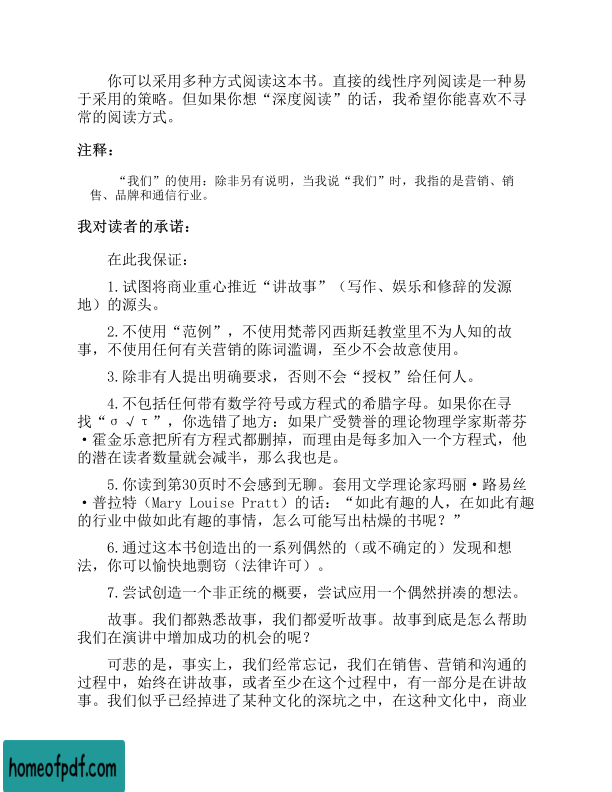 你可以采用多种方式阅读这本书。直接的线性序列阅读是一种易
于采用的策略。但如果你想“深度阅读”的话，我希望你能喜欢不寻
常的阅读方式。
注释：
“我们”的使用：除非另有说明，当我说“我们”时，我指的是营销、销
售、品牌和通信行业。
我对读者的承诺：
在此我保证：
1.试图将商业重心推近“讲故事”（写作、娱乐和修辞的发源
地）的源头。
2.不使用“范例”，不使用梵蒂冈西斯廷教堂里不为人知的故
事，不使用任何有关营销的陈词滥调，至少不会故意使用。
3.除非有人提出明确要求，否则不会“授权”给任何人。
4.不包括任何带有数学符号或方程式的希腊字母。如果你在寻
找“σ√τ”，你选错了地方：如果广受赞誉的理论物理学家斯蒂芬
·霍金乐意把所有方程式都删掉，而理由是每多加入一个方程式，他
的潜在读者数量就会减半，那么我也是。
5.你读到第30页时不会感到无聊。套用文学理论家玛丽·路易丝
·普拉特（Mary Louise Pratt）的话：“如此有趣的人，在如此有趣
的行业中做如此有趣的事情，怎么可能写出枯燥的书呢？”
6.通过这本书创造出的一系列偶然的（或不确定的）发现和想
法，你可以愉快地剽窃（法律许可）。
7.尝试创造一个非正统的概要，尝试应用一个偶然拼凑的想法。
故事。我们都熟悉故事，我们都爱听故事。故事到底是怎么帮助
我们在演讲中增加成功的机会的呢？
可悲的是，事实上，我们经常忘记，我们在销售、营销和沟通的
过程中，始终在讲故事，或者至少在这个过程中，有一部分是在讲故
事。我们似乎已经掉进了某种文化的深坑之中，在这种文化中，商业
homeofpdf.com